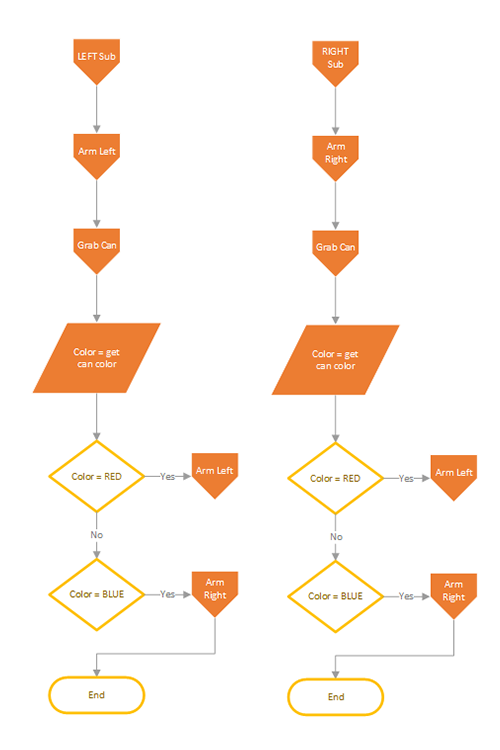 LEFT Sub
Arm Left
Grab Can
Color = get
can color
Color = RED
Yes
Arm Left
No
Color = BLUE
Yes
Arm
Right
End
RIGHT
Sub
Arm
Right
Grab Can
Color = get
can color
Color = RED
Yes
Arm Left
No
Color = BLUE
Yes
Arm
Right
End